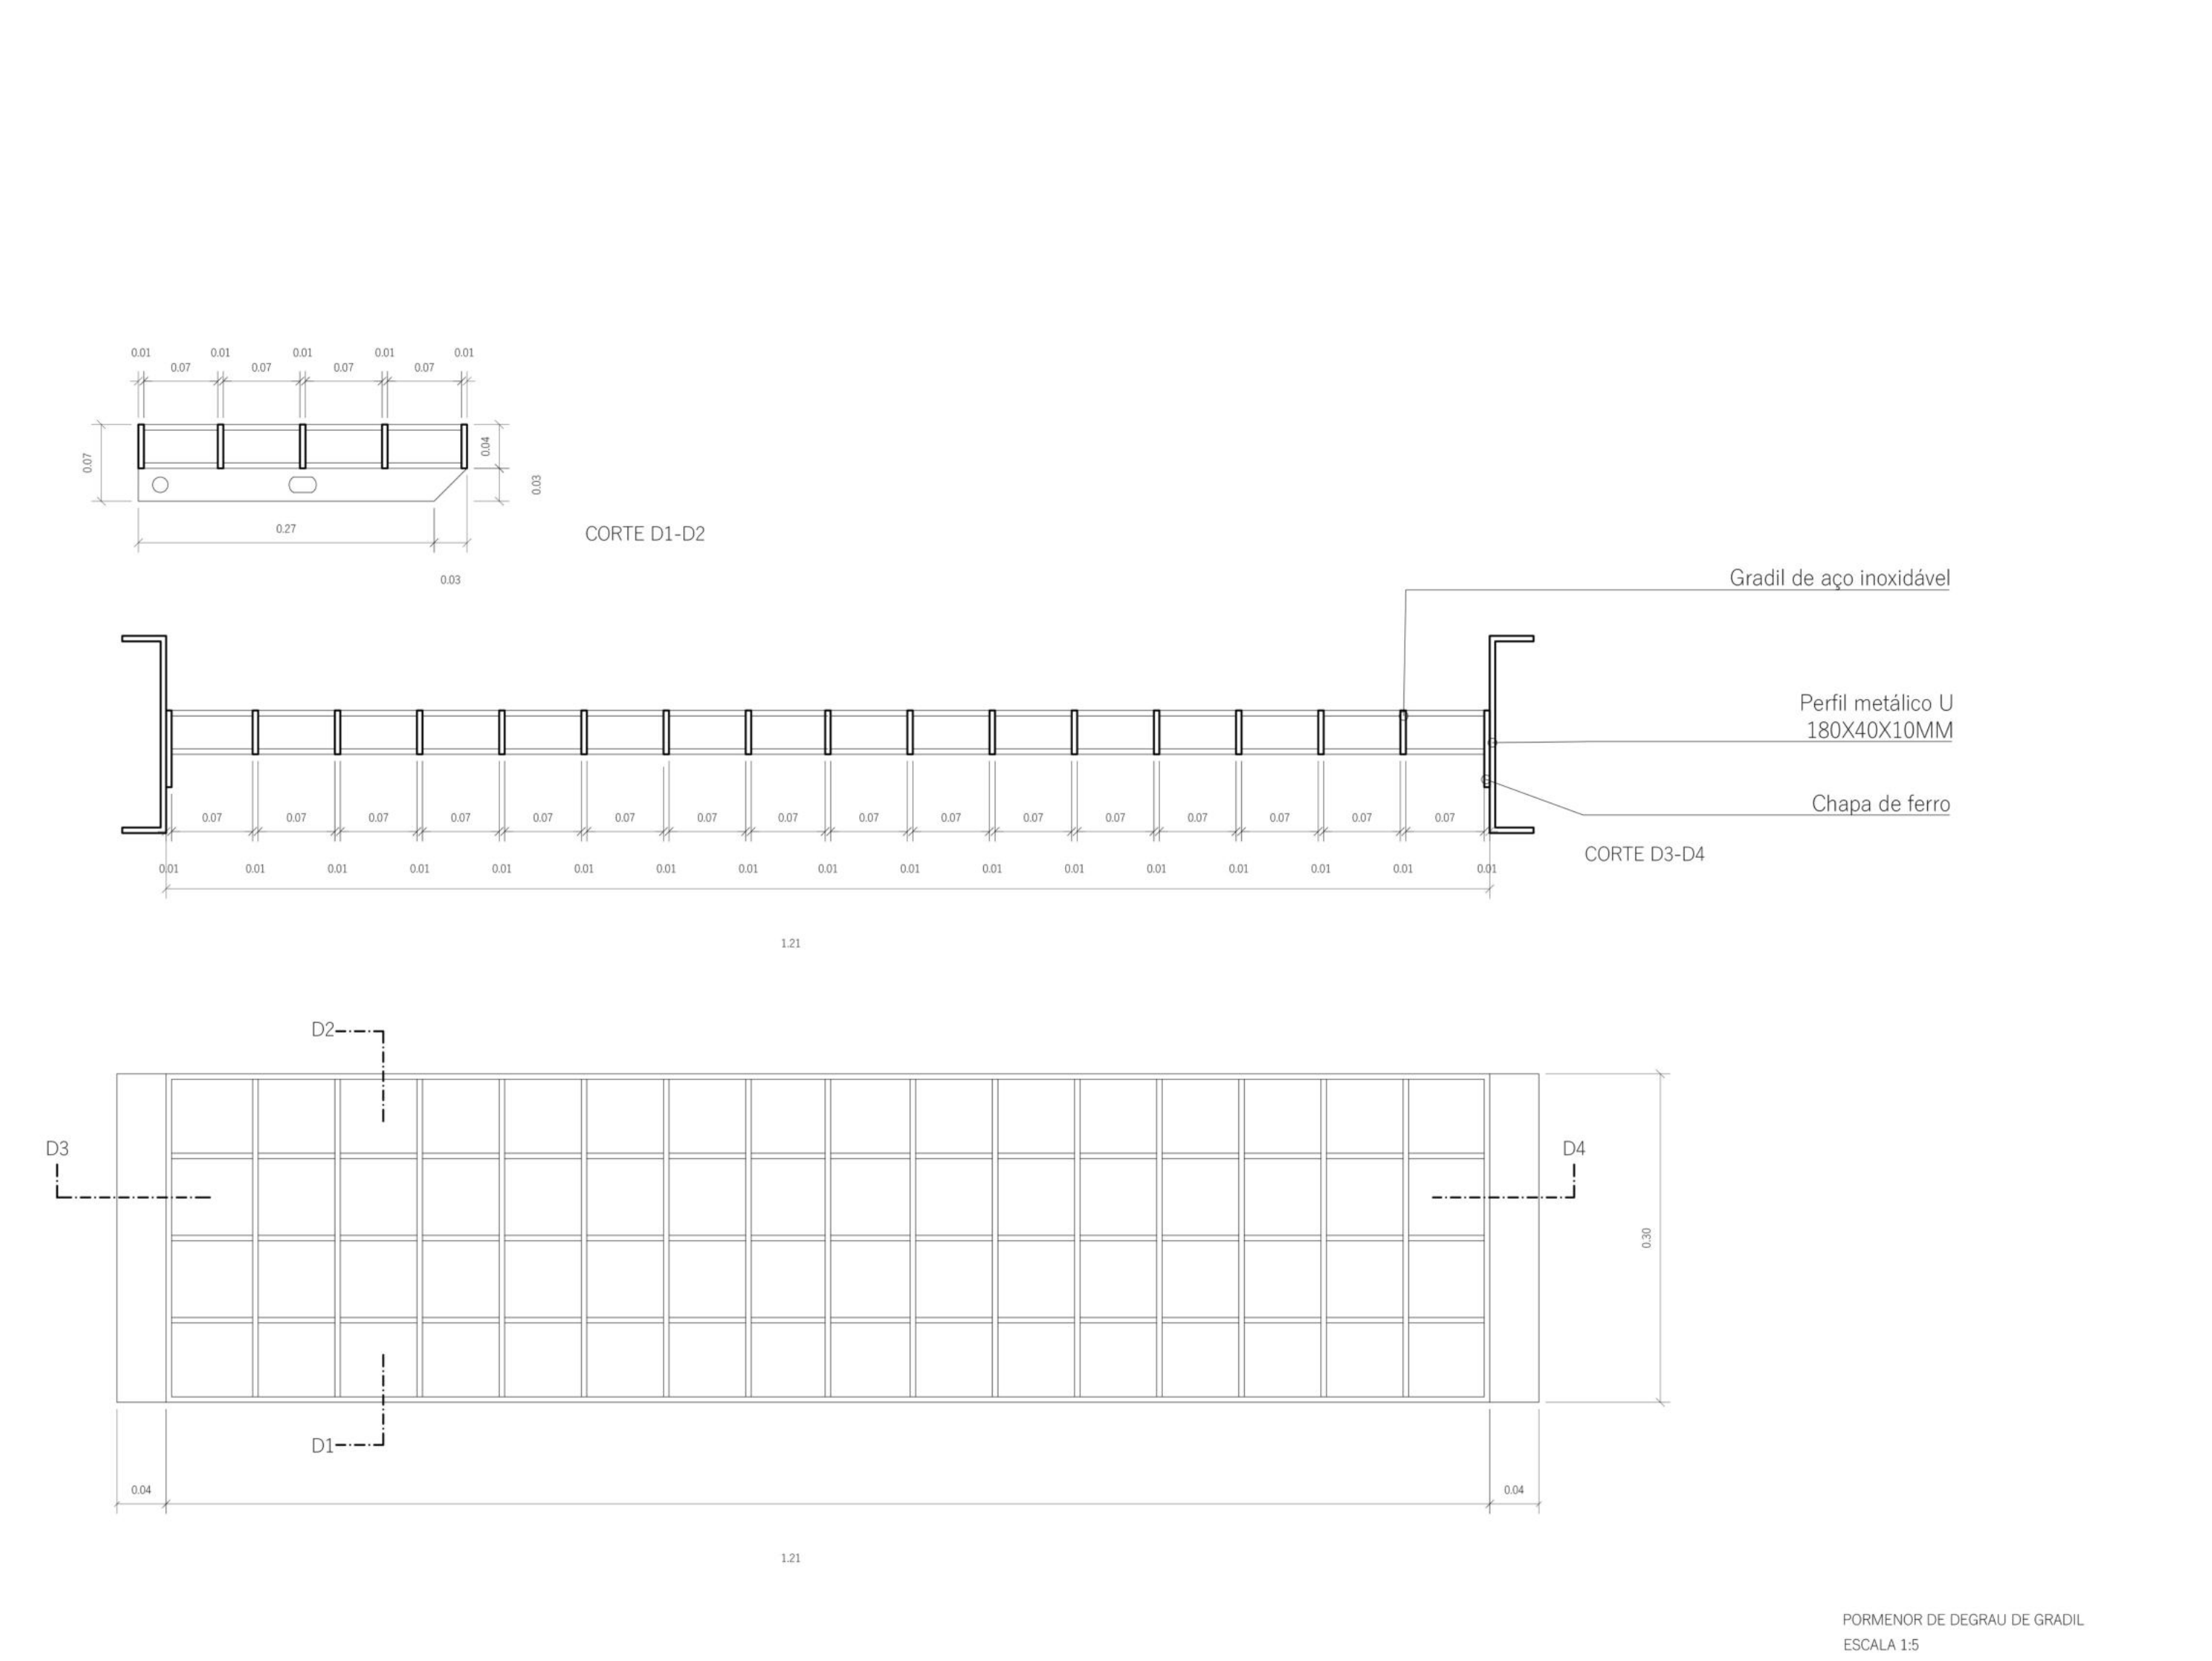 0.01 0.01 0.01 0.01 0.01
0.07 0.07 0.07 0.07
0.07
0.04
0.03
0.27
CORTE D1-D2
0.03
Gradil de aço inoxidável
Perfil metálico U
180X40X10MM
Chapa de ferro
0.07 0.07 0.07 0.07 0.07 0.07 0.07 0.07 0.07 0.07 0.07 0.07 0.07 0.07 0.07 0.07
CORTE D3-D4
0.01 0.01 0.01 0.01 0.01 0.01 0.01 0.01 0.01 0.01 0.01 0.01 0.01 0.01 0.01 0.01 0.01
1.21
D2
D3
D4
0.30
D1
0.04
0.04
1.21
PORMENOR DE DEGRAU DE GRADIL
ESCALA 1:5